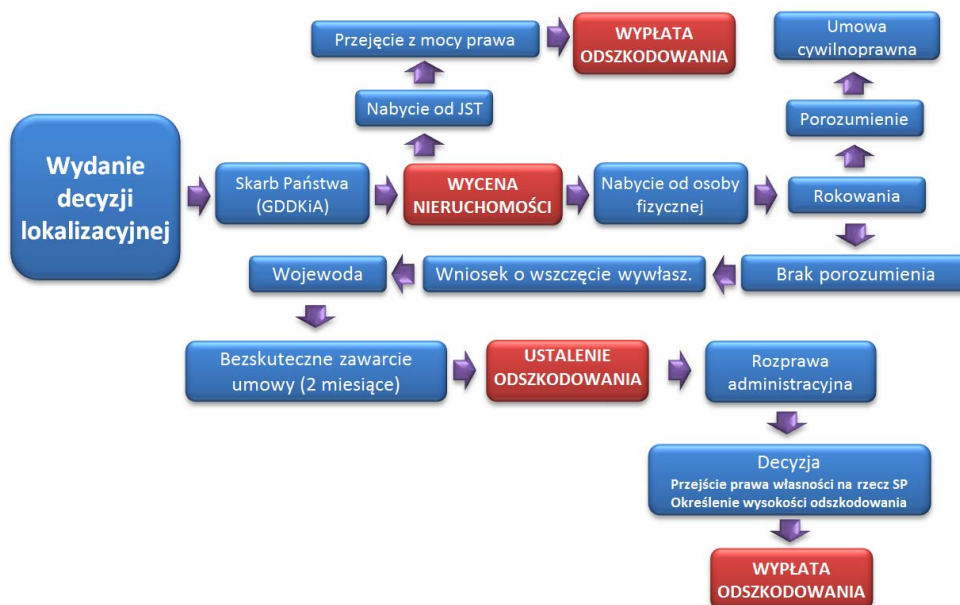 Przejęcie z mocy prawa
WYPŁATA
ODSZKODOWANIA
Umowa
cywilnoprawna
Nabycie od JST
Porozumienie
Wydanie
decyzji
lokalizacyjnej
Skarb Państwa
(GDDKiA)
WYCENA
NIERUCHOMOŚCI
Nabycie od osoby
fizycznej
Rokowania
Wojewoda
Wniosek o wszczęcie wywłasz.
Brak porozumienia
Bezskuteczne zawarcie
umowy (2 miesiące)
USTALENIE
ODSZKODOWANIA
Rozprawa
administracyjna
Decyzja
Przejście prawa własności na rzecz SP
Określenie wysokości odszkodowania
WYPŁATA
ODSZKODOWANIA